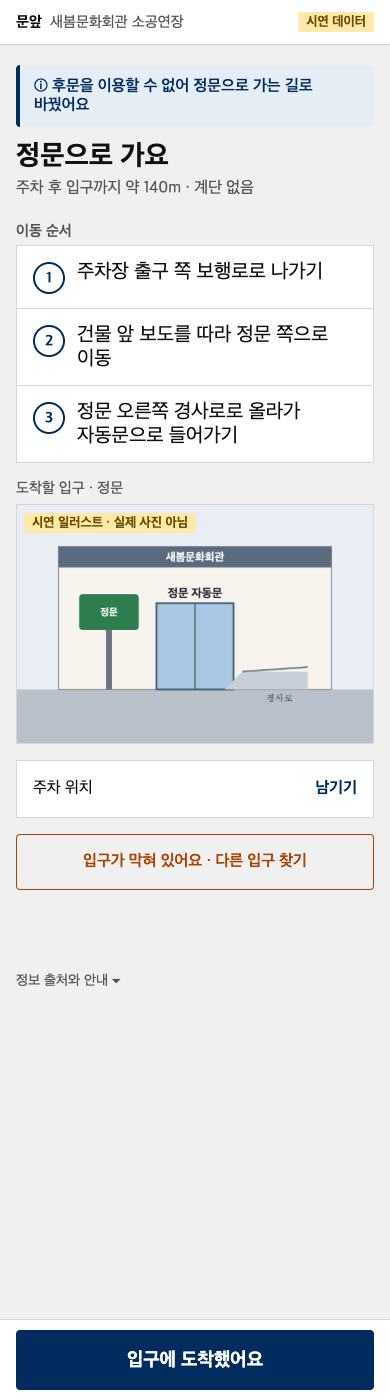 문앞 새봄문화회관 소공연장
시연 데이터
ⓘ 후문을 이용할 수 없어 정문으로 가는 길로
바꿨어요
정문으로 가요
주차 후 입구까지 약 140m · 계단 없음
이동 순서
1 주차장 출구 쪽 보행로로 나가기
2 건물 앞 보도를 따라 정문 쪽으로
이동
3 정문 오른쪽 경사로로 올라가
자동문으로 들어가기
도착할 입구 · 정문
시연 일러스트 · 실제 사진 아님
새봄문화회관
정문 자동문
정문
경사로
주차 위치 남기기
입구가 막혀 있어요 · 다른 입구 찾기
정보 출처와 안내
입구에 도착했어요